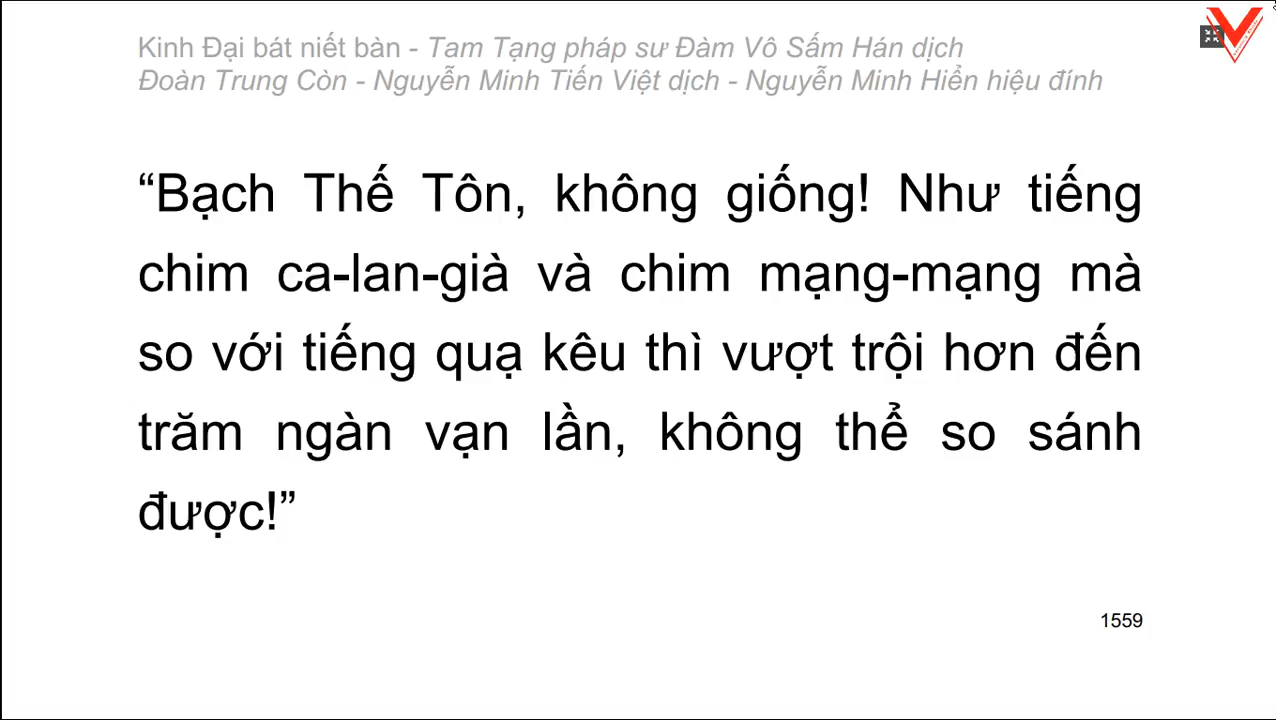 Kinh Đại bát niết bàn - Tam Tạng pháp sư Đàm Vô Sấm Hán dịch
Đoàn Trung Còn - Nguyễn Minh Tiến Việt dịch - Nguyễn Minh Hiển hiệu đính
“Bạch Thế Tôn, không giống! Như tiếng
chim ca-lan-già và chim mạng-mạng mà
so với tiếng quạ kêu thì vượt trội hơn đến
trăm ngàn vạn lần, không thể so sánh
được!”
1559